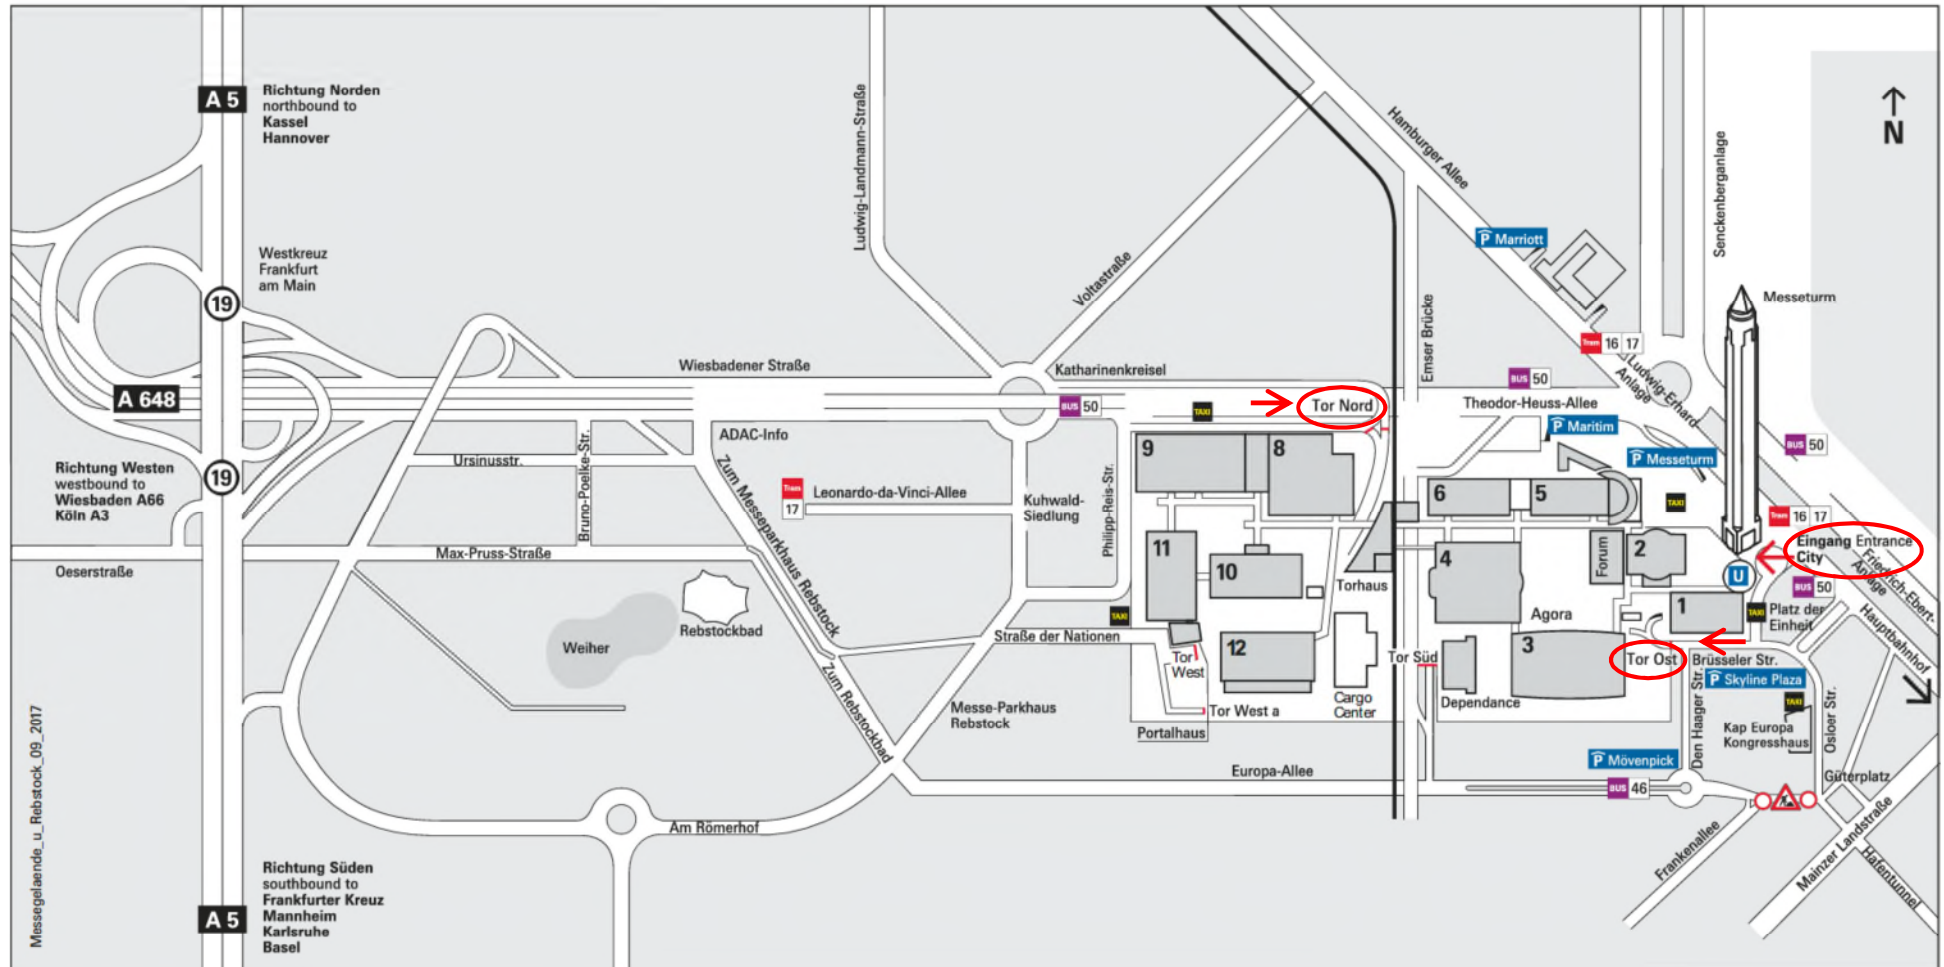 A 5
Richtung Norden
northbound to
Kassel
Hannover
Ludwig-Landmann-Straße
Hamburger Allee
Senckenberganlage
N
Westkreuz
Frankfurt
am Main
19
Voltastraße
P Marriott
Messeturm
Emser Brücke
Tram 16 17
Wiesbadener Straße
Katharinenkreisel
A 648
BUS 50
TAXI
Tor Nord
BUS 50
Theodor-Heuss-Allee
Ludwig-Erhard-
Anlage
P Maritim
BUS 50
ADAC-Info
Richtung Westen
westbound to
Wiesbaden A66
Köln A3
19
Ursinusstr.
Bruno-Poelke-Str.
Zum Messeparkhaus Rebstock
Tram
17
Leonardo-da-Vinci-Allee
Kuhwald-
Siedlung
Philipp-Reis-Str.
9
8
6
5
P Messeturm
TAXI
Tram 16 17
Oeserstraße
Max-Pruss-Straße
11
10
Torhaus
4
Forum
2
U
Eingang Entrance
City
Friedrich-Ebert-
Anlage
BUS 50
Weiher
Rebstockbad
TAXI
Straße der Nationen
Agora
1
TAXI
Platz der
Einheit
Hauptbahnhof
12
Tor
West
Tor Süd
3
Tor Ost
Brüsseler Str.
P Skyline Plaza
Zum Rebstockbad
Messe-Parkhaus
Rebstock
Tor West a
Portalhaus
Cargo
Center
Dependance
Den Haager Str.
TAXI
Kap Europa
Kongresshaus
Osloer Str.
P Mövenpick
Europa-Allee
BUS 46
Güterplatz
Am Römerhof
Frankenallee
Mainzer Landstraße
Hafentunnel
Richtung Süden
southbound to
Frankfurter Kreuz
Mannheim
Karlsruhe
Basel
A 5
Messegelaende_u_Rebstock_09_2017